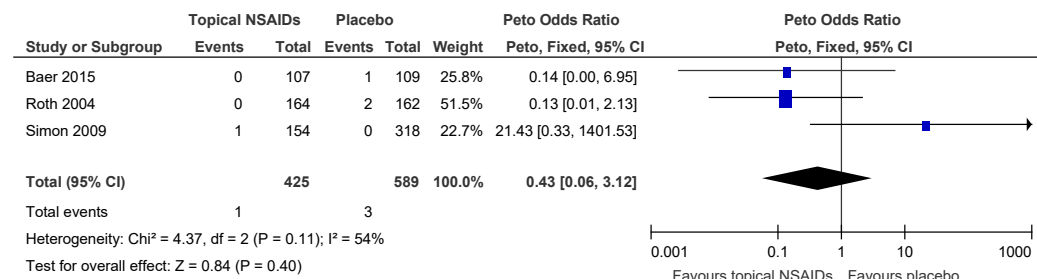 Topical NSAIDs Placebo Peto Odds Ratio Peto Odds Ratio
Study or Subgroup Events Total Events Total Weight Peto, Fixed, 95% CI Peto, Fixed, 95% CI
Baer 2015 0 107 1 109 25.8% 0.14 [0.00, 6.95]
Roth 2004 0 164 2 162 51.5% 0.13 [0.01, 2.13]
Simon 2009 1 154 0 318 22.7% 21.43 [0.33, 1401.53]
Total (95% CI) 425 589 100.0% 0.43 [0.06, 3.12]
Total events 1 3
Heterogeneity: Chi² = 4.37, df = 2 (P = 0.11); I² = 54%
Test for overall effect: Z = 0.84 (P = 0.40)
0.001 0.1 1 10 1000
Favours topical NSAIDs Favours placebo